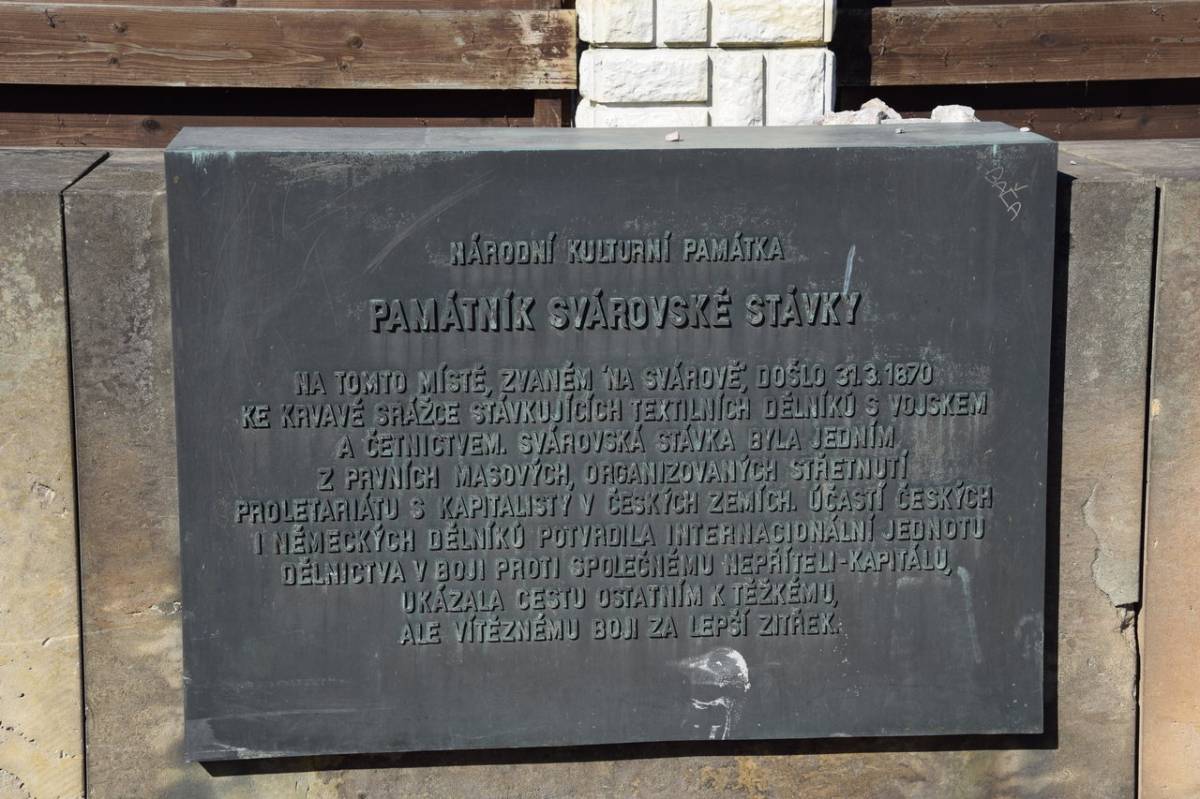 NÁRODNÍ KULTURNÍ PAMÁTKA
PAMÁTNÍK SVÁROVSKÉ STÁVKY
NA TOMTO MÍSTĚ, ZVANÉM 'NA SVÁROVĚ', DOŠLO 31.3.1870
KE KRVAVÉ SRÁŽCE STÁVKUJÍCÍCH TEXTILNÍCH DĚLNÍKŮ S VOJSKEM
A ČETNICTVEM. SVÁROVSKÁ STÁVKA BYLA JEDNÍM
Z PRVNÍCH MASOVÝCH, ORGANIZOVANÝCH STŘETNUTÍ
PROLETARIÁTU S KAPITALISTY V ČESKÝCH ZEMÍCH. ÚČASTÍ ČESKÝCH
I NĚMECKÝCH DĚLNÍKŮ POTVRDILA INTERNACIONÁLNÍ JEDNOTU
DĚLNICTVA V BOJI PROTI SPOLEČNÉMU NEPŘÍTELI-KAPITÁLU,
UKÁZALA CESTU OSTATNÍM K TĚŽKÉMU,
ALE VÍTĚZNÉMU BOJI ZA LEPŠÍ ZÍTŘEK.
BAČA